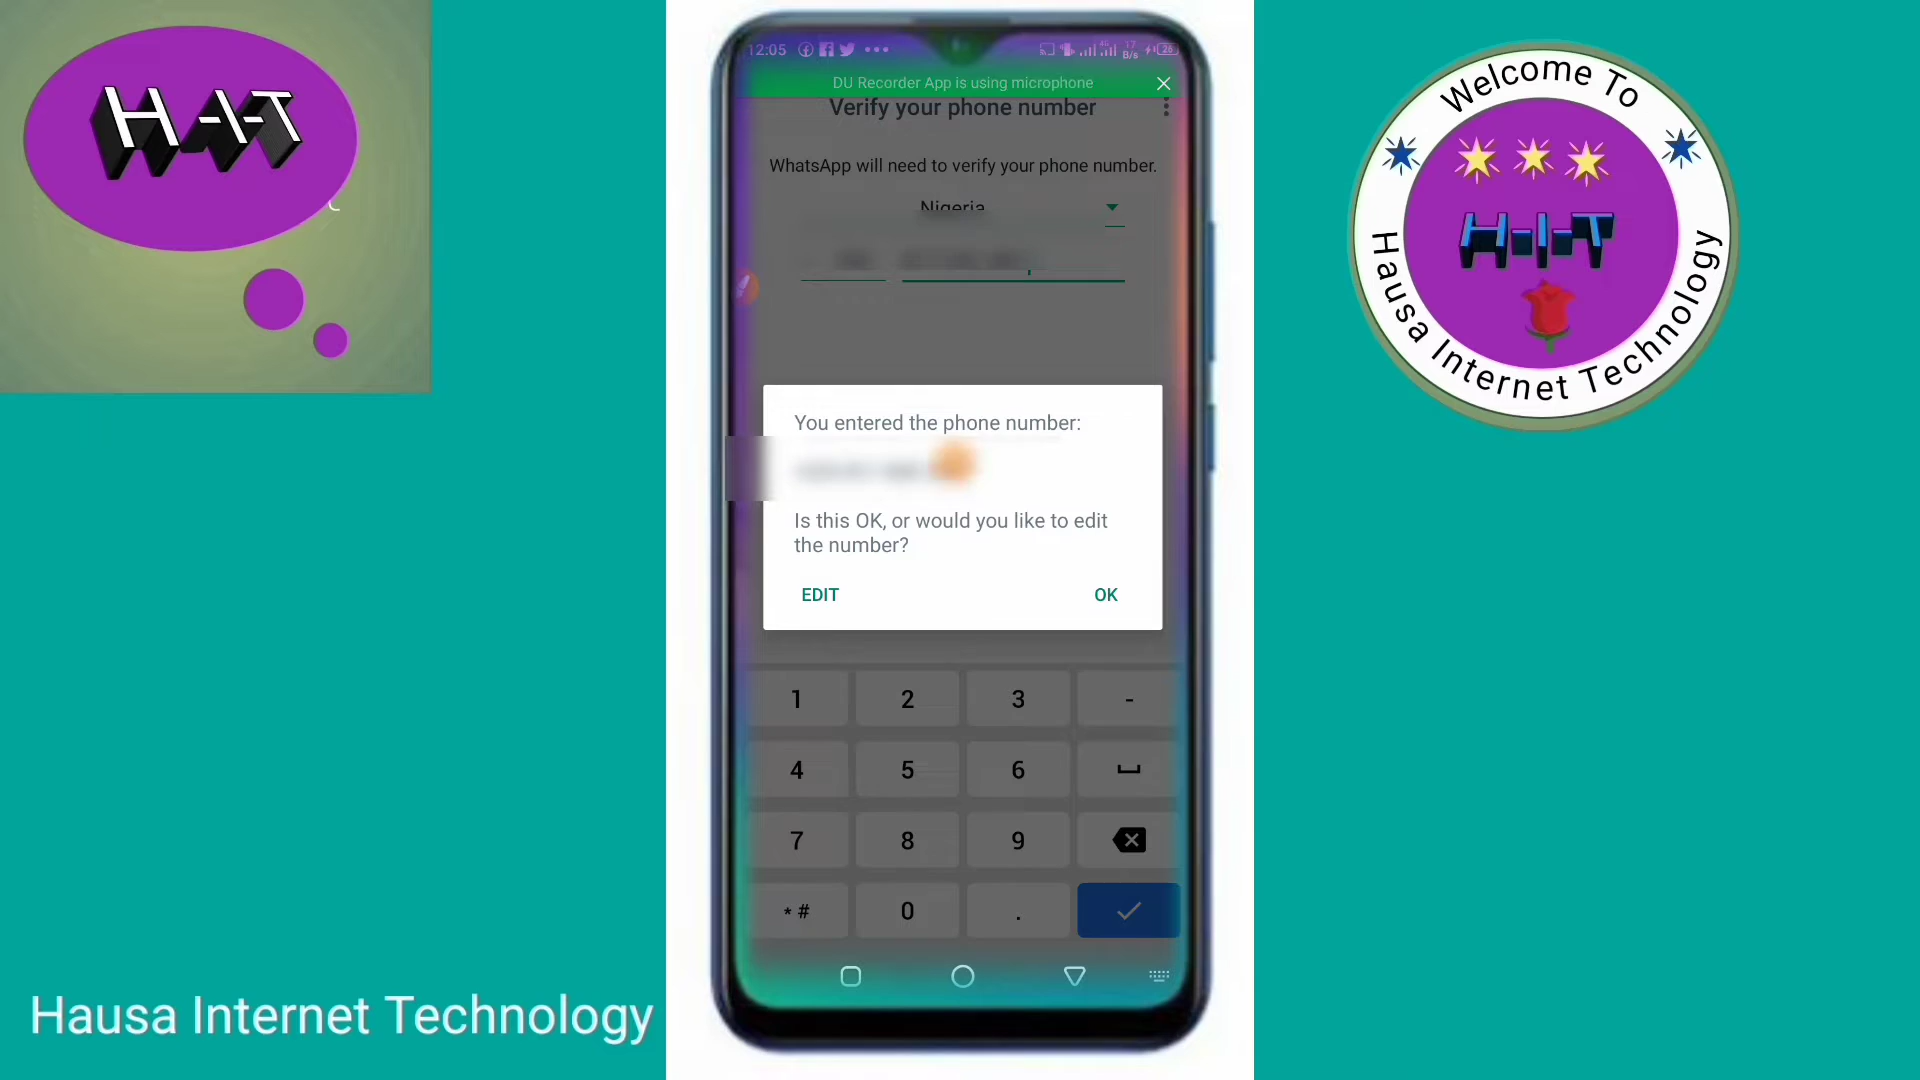 H-I-T
12:05
4G
17
B/s
26
DU Recorder App is using microphone
Verify your phone number
WhatsApp will need to verify your phone number.
Nigeria
You entered the phone number:
Is this OK, or would you like to edit
the number?
EDIT
OK
1 2 3 -
4 5 6
7 8 9
* # 0 .
Welcome To
H-I-T
Hausa Internet Technology
Hausa Internet Technology